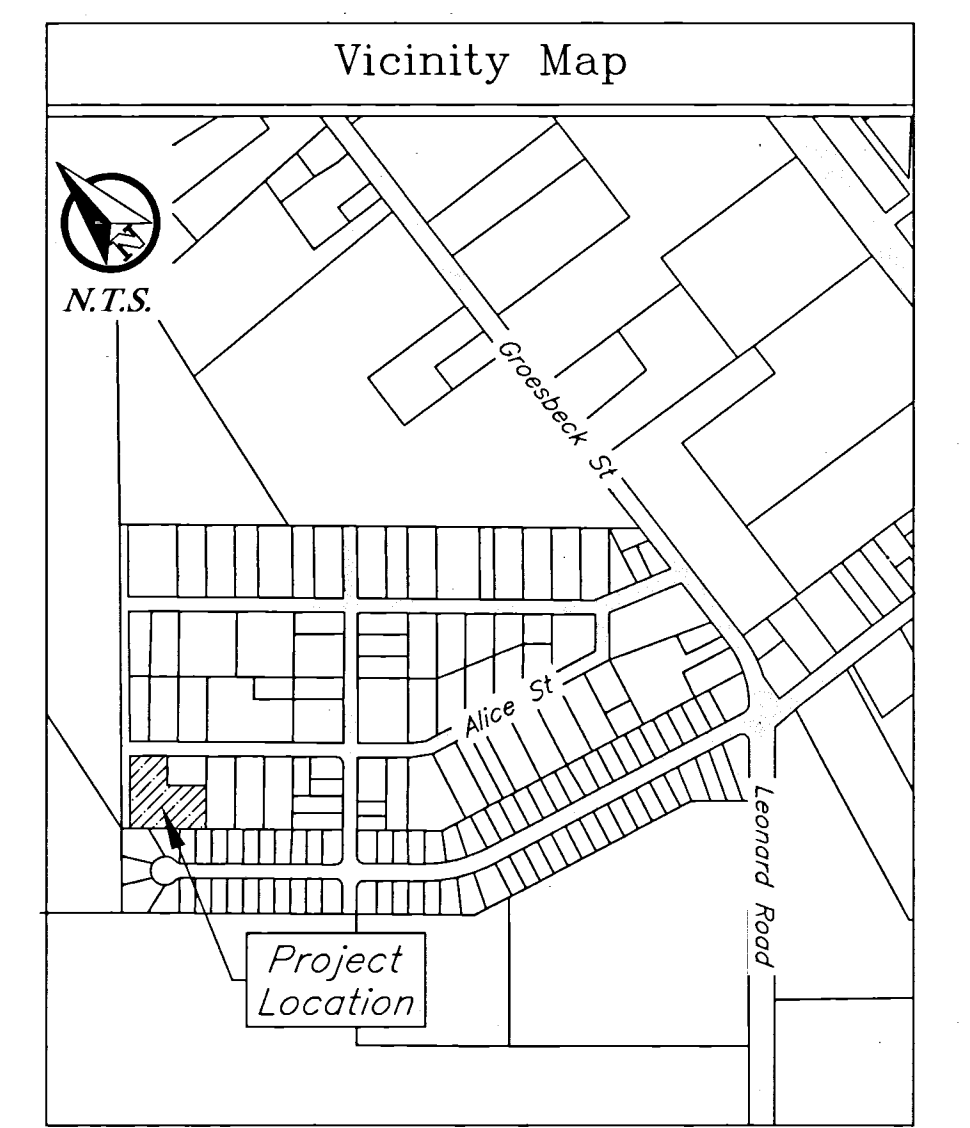 Vicinity Map
N
N.T.S.
Groesbeck St
Alice St
Leonard Road
Project
Location